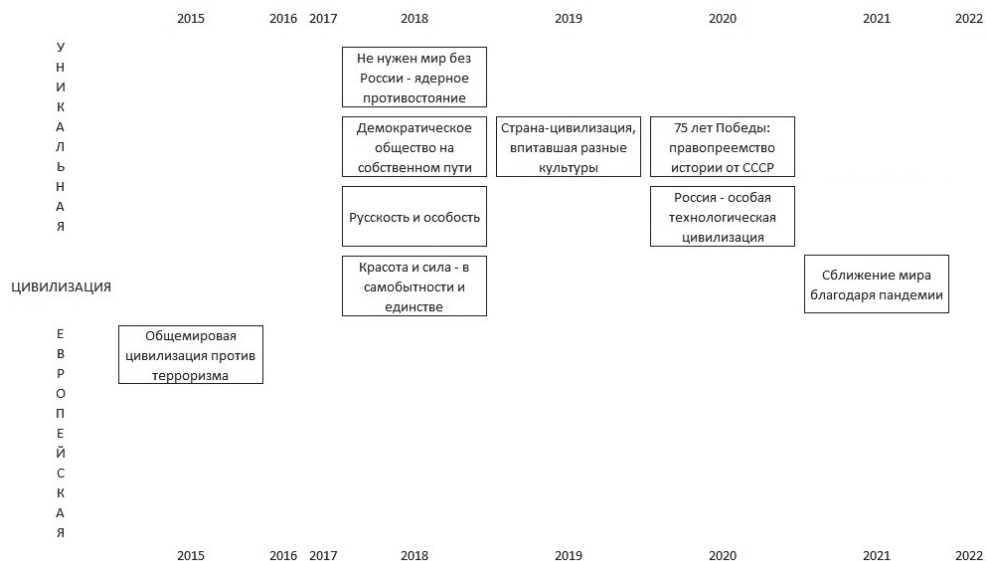 2015 2016 2017 2018 2019 2020 2021 2022
У
Н
И
К
А
Л
Ь
Н
А
Я
Не нужен мир без
России - ядерное
противостояние
Демократическое
общество на
собственном пути
Страна-цивилизация,
впитавшая разные
культуры
75 лет Победы:
правопреемство
истории от СССР
Русскость и особость
Россия - особая
технологическая
цивилизация
ЦИВИЛИЗАЦИЯ
Красота и сила - в
самобытности и
единстве
Сближение мира
благодаря пандемии
Е
В
Р
О
П
Е
Й
С
К
А
Я
Общемировая
цивилизация против
терроризма
2015 2016 2017 2018 2019 2020 2021 2022